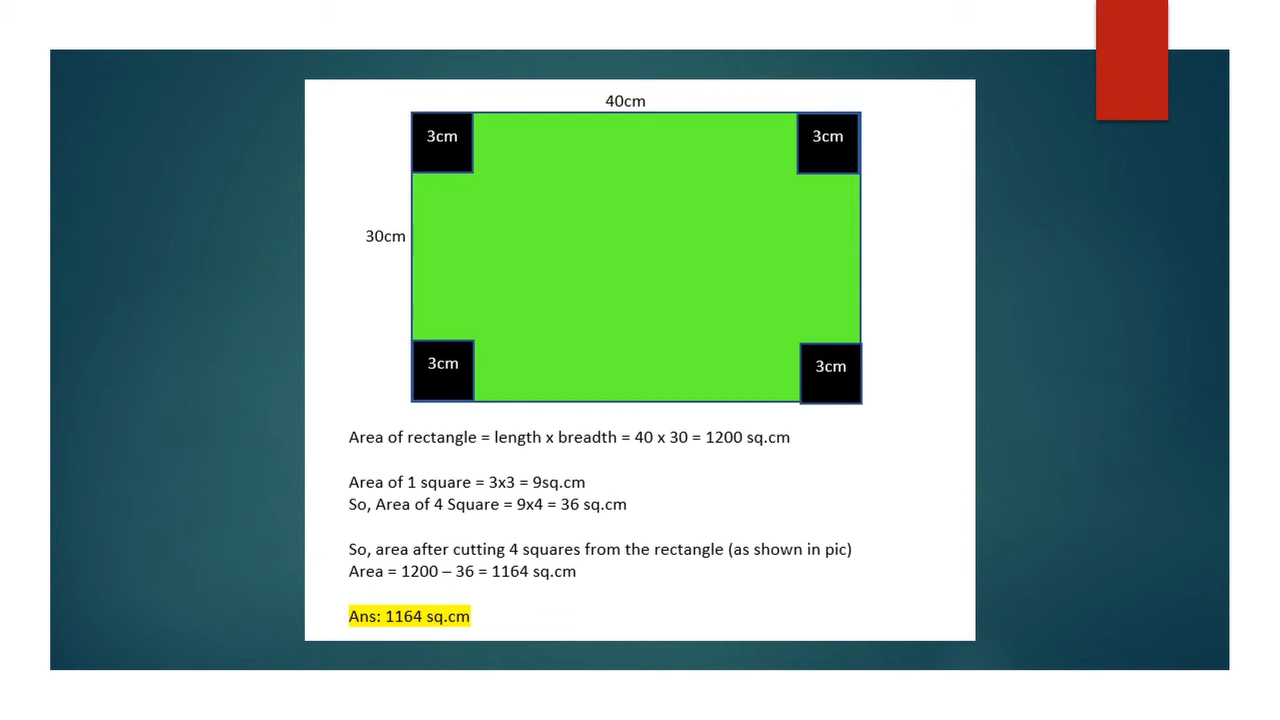 40cm
3cm
3cm
30cm
3cm
3cm
Area of rectangle = length x breadth = 40 x 30 = 1200 sq.cm
Area of 1 square = 3x3 = 9sq.cm
So, Area of 4 Square = 9x4 = 36 sq.cm
So, area after cutting 4 squares from the rectangle (as shown in pic)
Area = 1200 – 36 = 1164 sq.cm
Ans: 1164 sq.cm